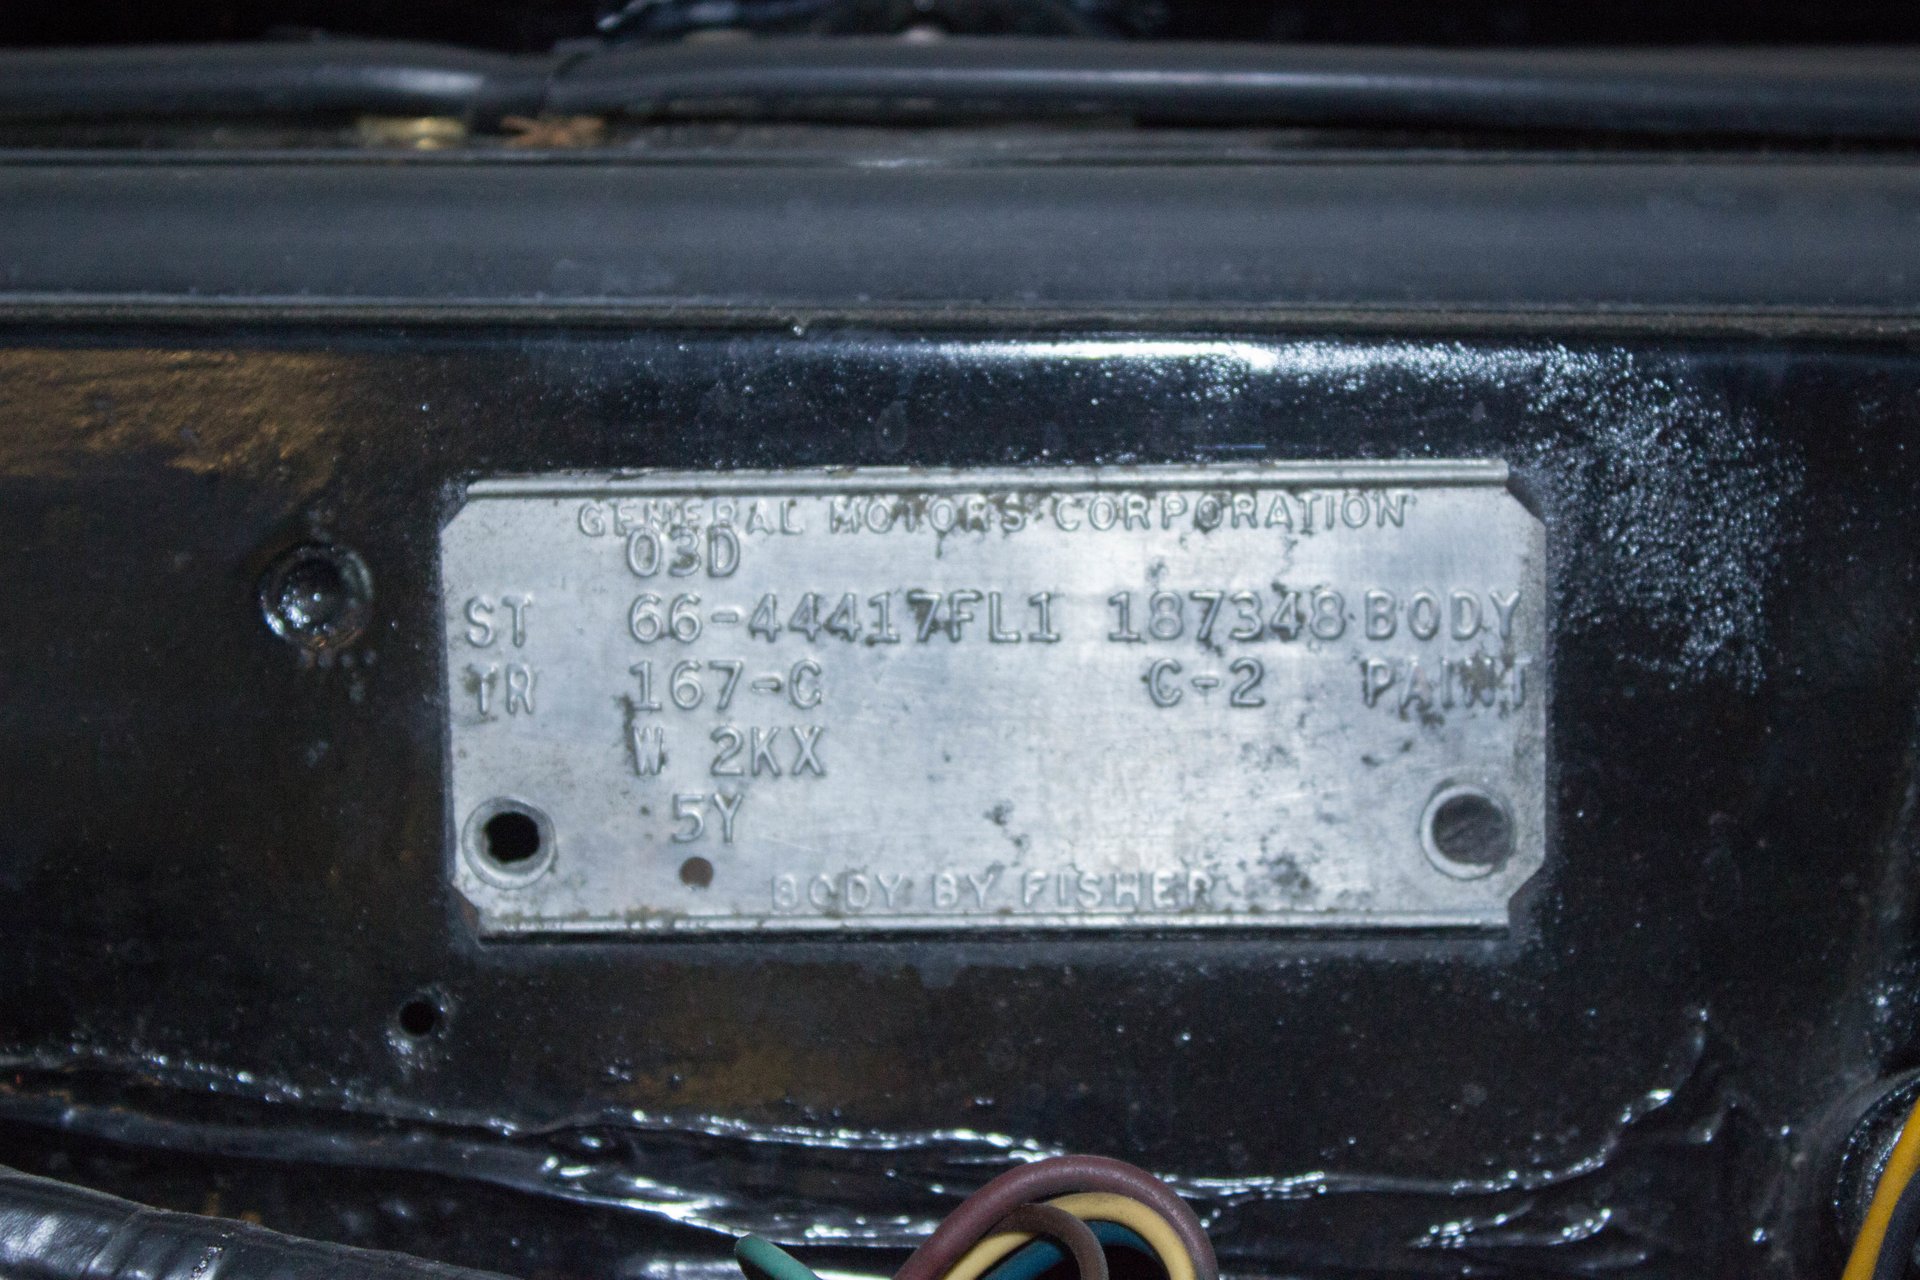 GENERAL MOTORS CORPORATION
03D
ST 66-44417FL1 187348 BODY
TR 167-C C-2 PAINT
W 2KX
5Y
BODY BY FISHER